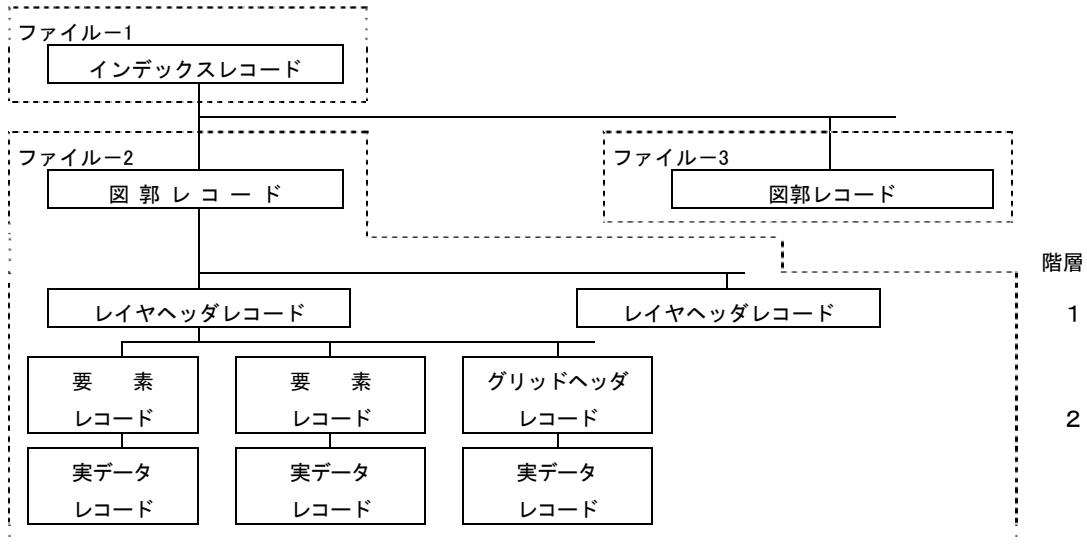 ファイル－1
インデックスレコード
ファイル－2
図 郭 レ コ ー ド
ファイル－3
図郭レコード
階層
レイヤヘッダレコード
レイヤヘッダレコード
1
要　　素
レコード
要　　素
レコード
グリッドヘッダ
レコード
2
実データ
レコード
実データ
レコード
実データ
レコード